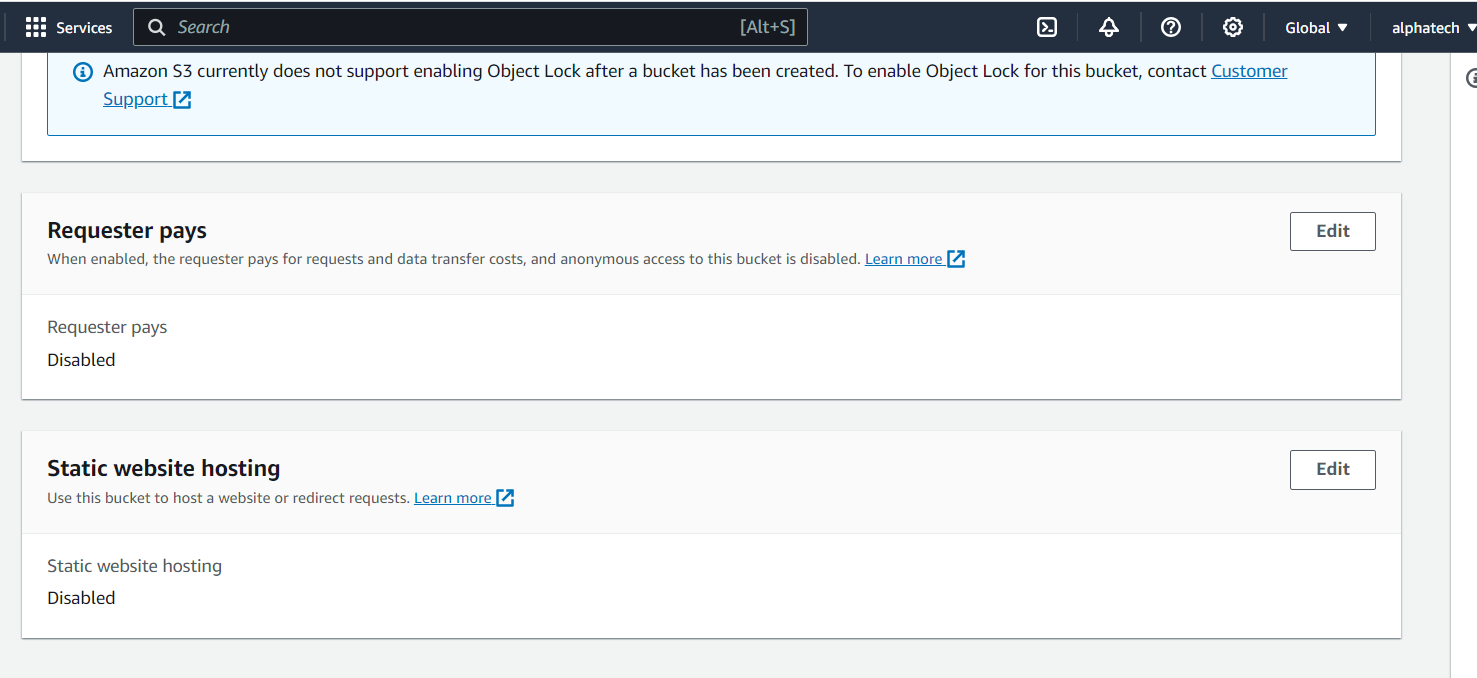 Services Search [Alt+S] Global alphatech
Amazon S3 currently does not support enabling Object Lock after a bucket has been created. To enable Object Lock for this bucket, contact Customer
Support
Requester pays
Edit
When enabled, the requester pays for requests and data transfer costs, and anonymous access to this bucket is disabled. Learn more
Requester pays
Disabled
Static website hosting
Edit
Use this bucket to host a website or redirect requests. Learn more
Static website hosting
Disabled